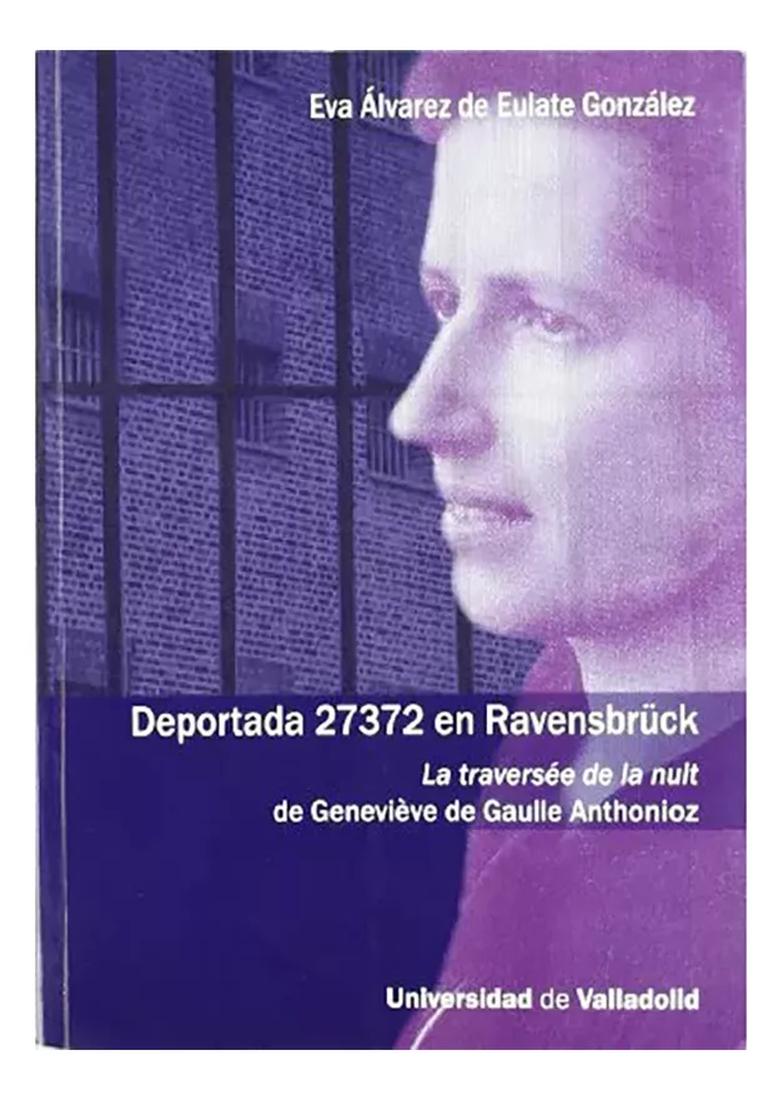 Eva Álvarez de Eulate González
Deportada 27372 en Ravensbrück
La traversée de la nuit
de Geneviève de Gaulle Anthonioz
Universidad de Valladolid